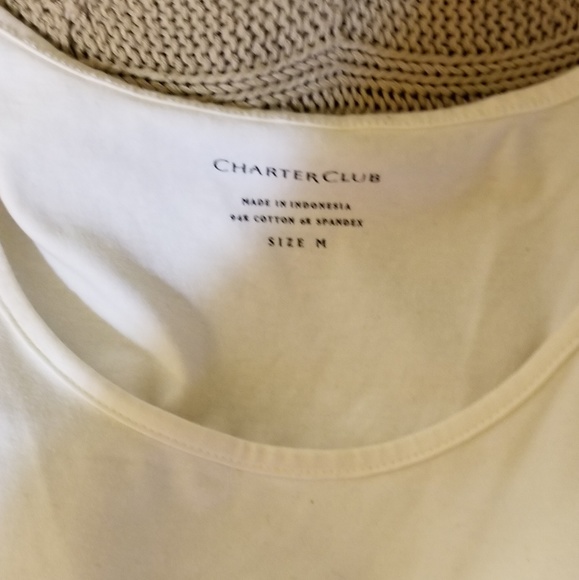 CHARTER CLUB
MADE IN INDONESIA
94% COTTON 6% SPANDEX
SIZE M